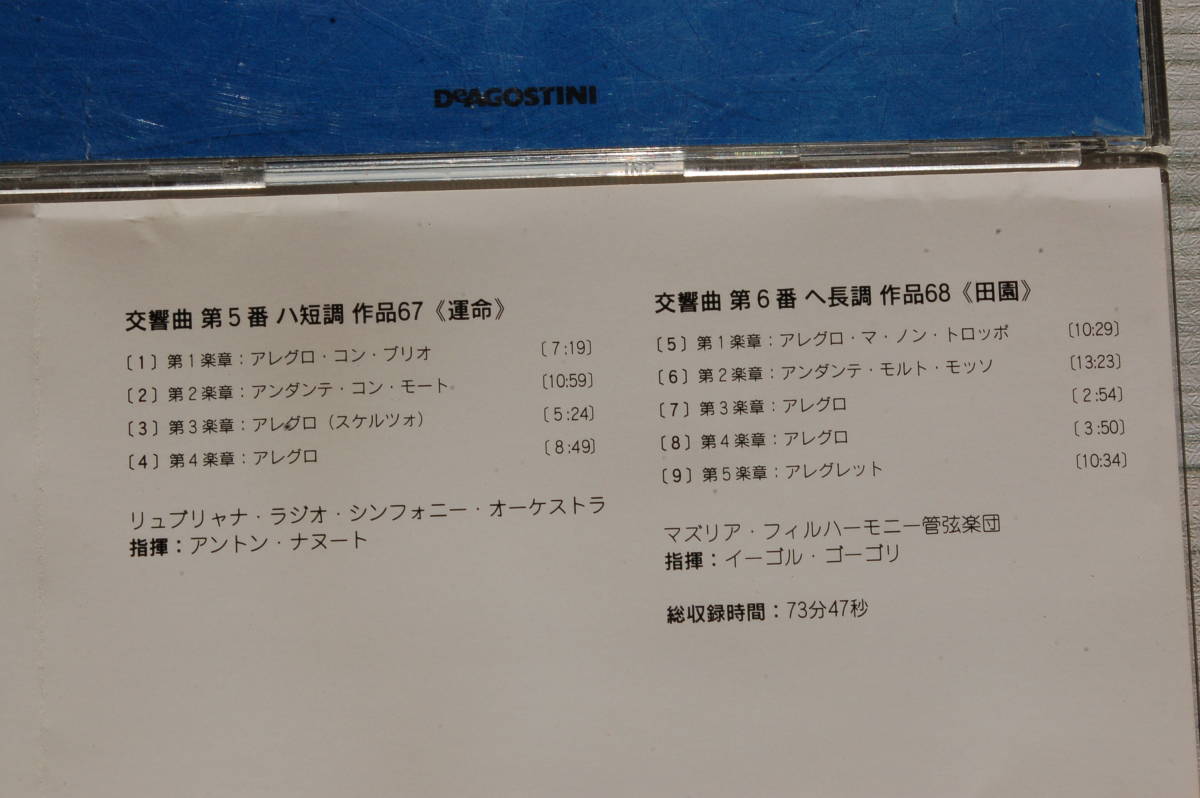 DeAGOSTINI
交響曲 第5番 ハ短調 作品67《運命》
〔1〕第1楽章：アレグロ・コン・ブリオ 〔7:19〕
〔2〕第2楽章：アンダンテ・コン・モート 〔10:59〕
〔3〕第3楽章：アレグロ（スケルツォ） 〔5:24〕
〔4〕第4楽章：アレグロ 〔8:49〕
リュブリャナ・ラジオ・シンフォニー・オーケストラ
指揮：アントン・ナヌート
交響曲 第6番 ヘ長調 作品68《田園》
〔5〕第1楽章：アレグロ・マ・ノン・トロッポ 〔10:29〕
〔6〕第2楽章：アンダンテ・モルト・モッソ 〔13:23〕
〔7〕第3楽章：アレグロ 〔2:54〕
〔8〕第4楽章：アレグロ 〔3:50〕
〔9〕第5楽章：アレグレット 〔10:34〕
マズリア・フィルハーモニー管弦楽団
指揮：イーゴル・ゴーゴリ
総収録時間：73分47秒